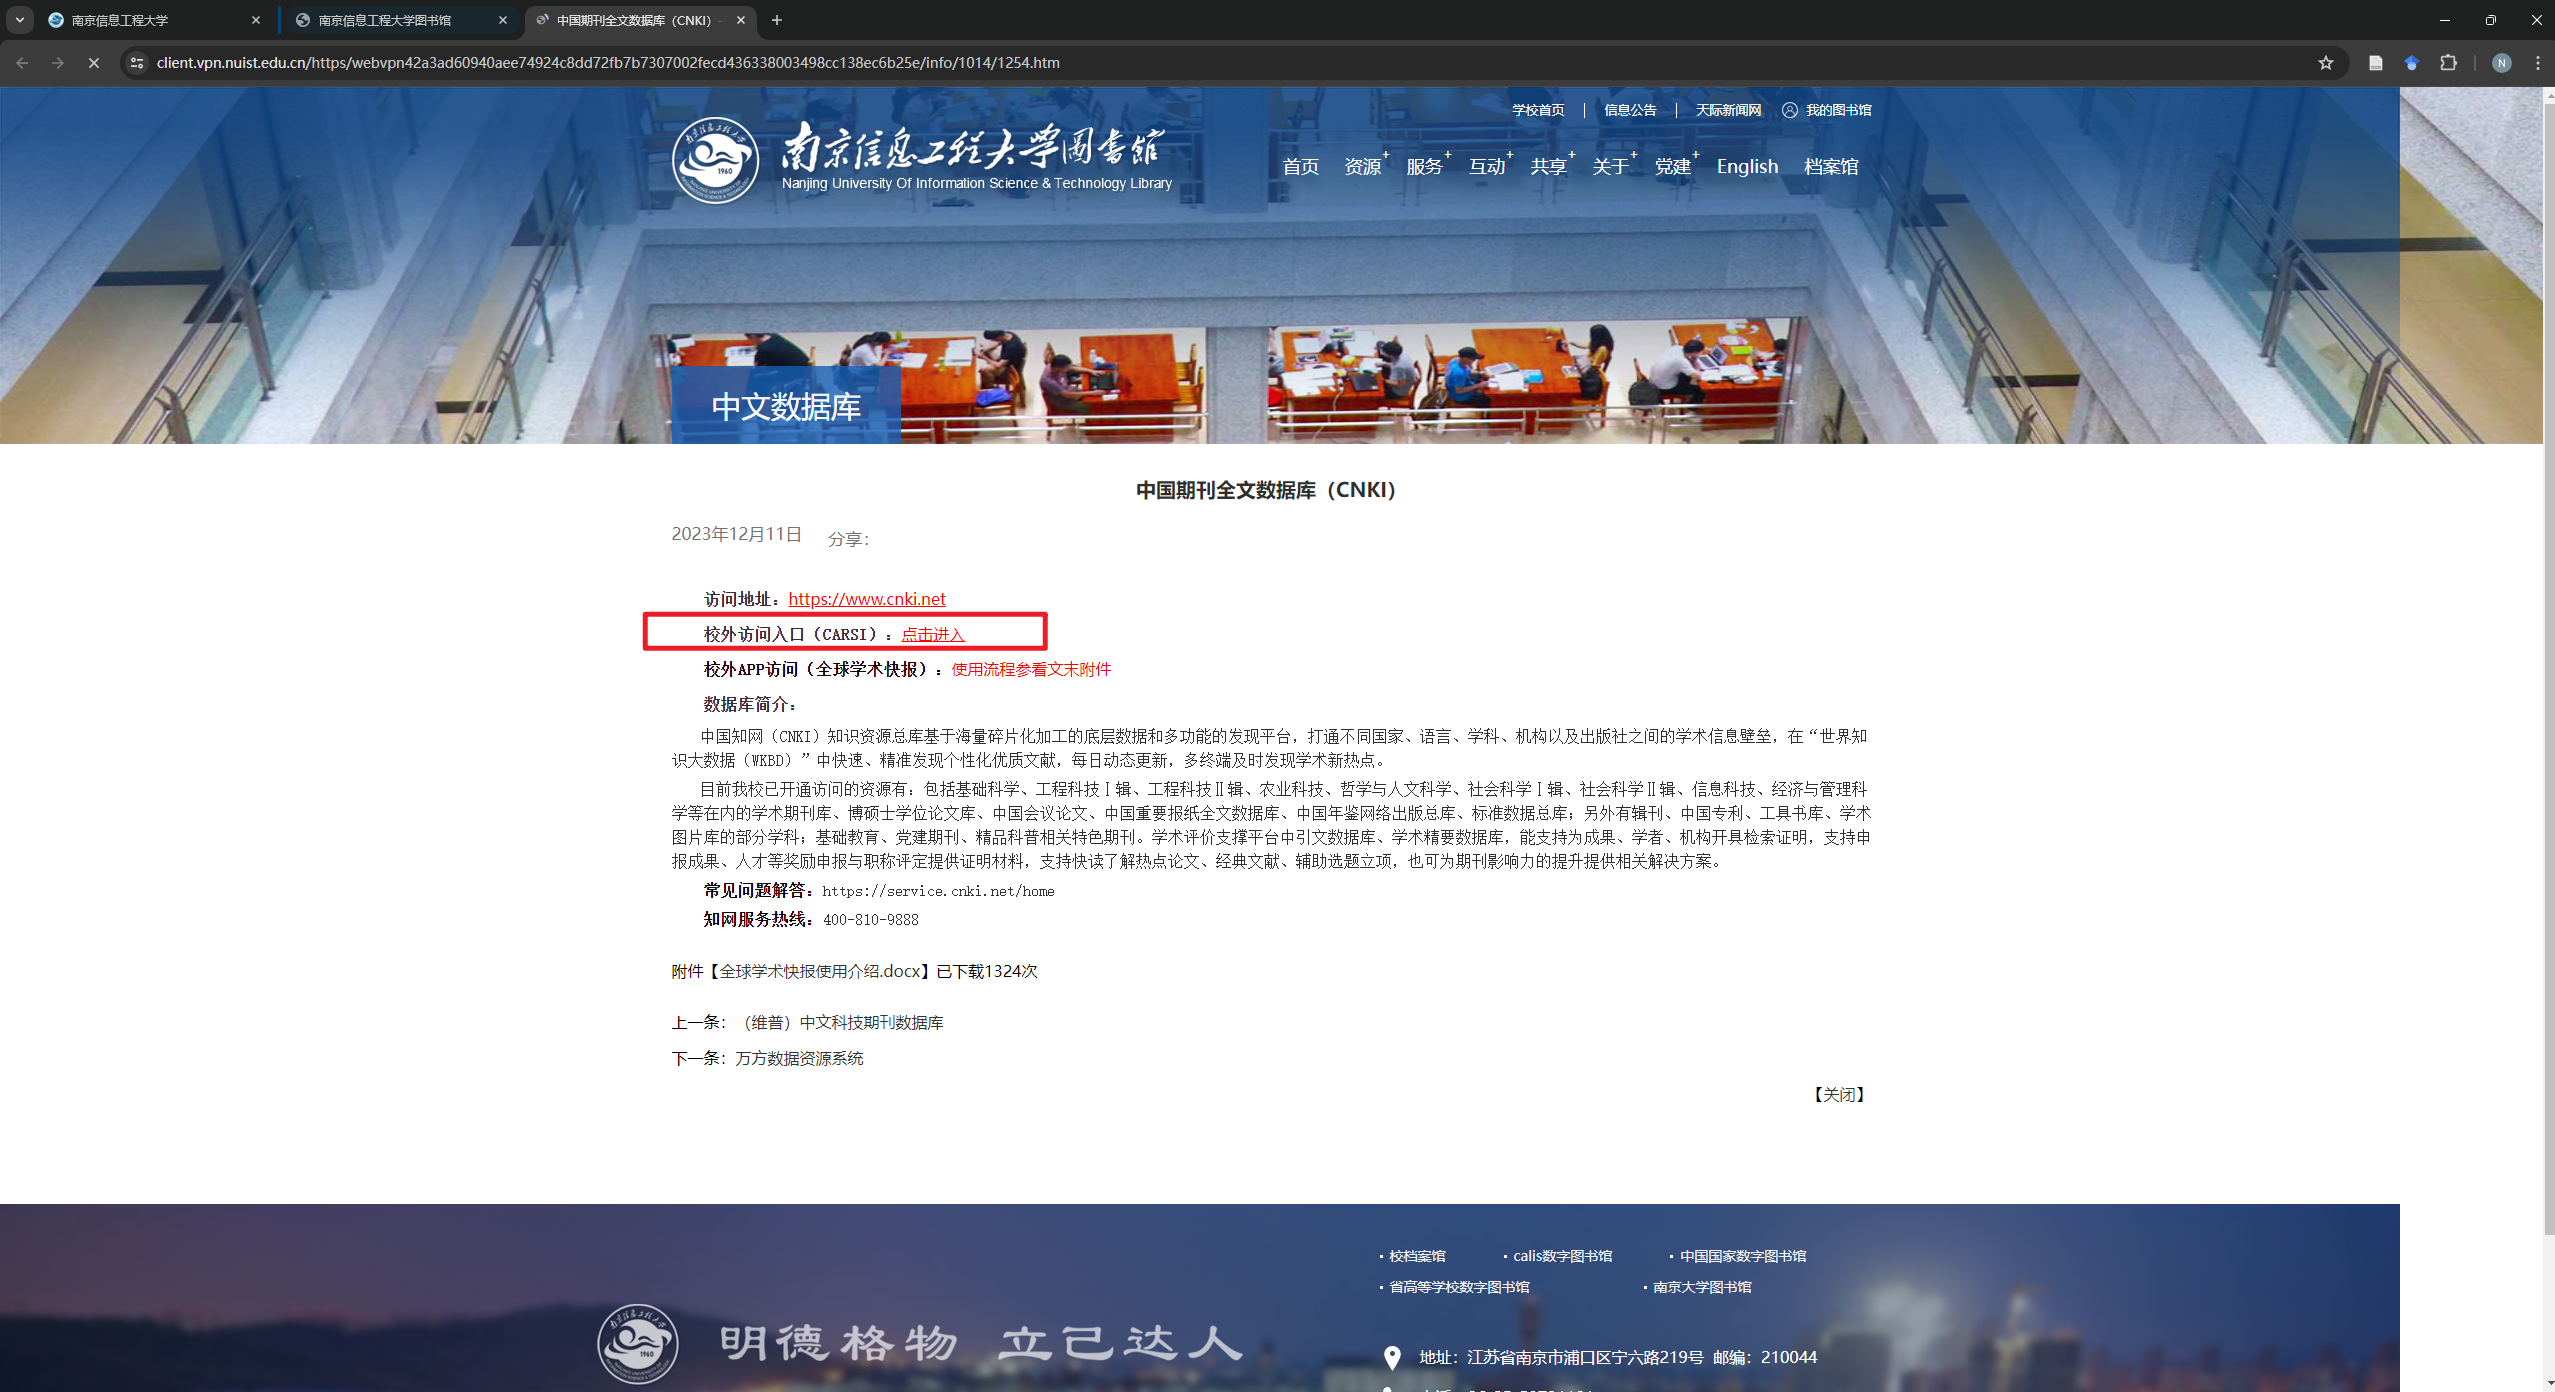 南京信息工程大学
南京信息工程大学图书馆
中国期刊全文数据库（CNKI）-
client.vpn.nuist.edu.cn/https/webvpn42a3ad60940aee74924c8dd72fb7b7307002fecd436338003498cc138ec6b25e/info/1014/1254.htm
N
学校首页 | 信息公告 | 天际新闻网 我的图书馆
南京信息工程大学圖書館
Nanjing University Of Information Science & Technology Library
首页 资源+ 服务+ 互动+ 共享+ 关于+ 党建+ English 档案馆
1960
中文数据库
中国期刊全文数据库（CNKI）
2023年12月11日 分享：
访问地址：https://www.cnki.net
校外访问入口（CARSI）：点击进入
校外APP访问（全球学术快报）：使用流程参看文末附件
数据库简介：
中国知网（CNKI）知识资源总库基于海量碎片化加工的底层数据和多功能的发现平台，打通不同国家、语言、学科、机构以及出版社之间的学术信息壁垒，在“世界知
识大数据（WKBD）”中快速、精准发现个性化优质文献，每日动态更新，多终端及时发现学术新热点。
目前我校已开通访问的资源有：包括基础科学、工程科技Ⅰ辑、工程科技Ⅱ辑、农业科技、哲学与人文科学、社会科学Ⅰ辑、社会科学Ⅱ辑、信息科技、经济与管理科
学等在内的学术期刊库、博硕士学位论文库、中国会议论文、中国重要报纸全文数据库、中国年鉴网络出版总库、标准数据总库；另外有辑刊、中国专利、工具书库、学术
图片库的部分学科；基础教育、党建期刊、精品科普相关特色期刊。学术评价支撑平台中引文数据库、学术精要数据库，能支持为成果、学者、机构开具检索证明，支持申
报成果、人才等奖励申报与职称评定提供证明材料，支持快读了解热点论文、经典文献、辅助选题立项，也可为期刊影响力的提升提供相关解决方案。
常见问题解答：https://service.cnki.net/home
知网服务热线：400-810-9888
附件【全球学术快报使用介绍.docx】已下载1324次
上一条：（维普）中文科技期刊数据库
下一条：万方数据资源系统
【关闭】
· 校档案馆 · calis数字图书馆 · 中国国家数字图书馆
· 省高等学校数字图书馆 · 南京大学图书馆
1960
明德格物 立己达人
地址：江苏省南京市浦口区宁六路219号 邮编：210044